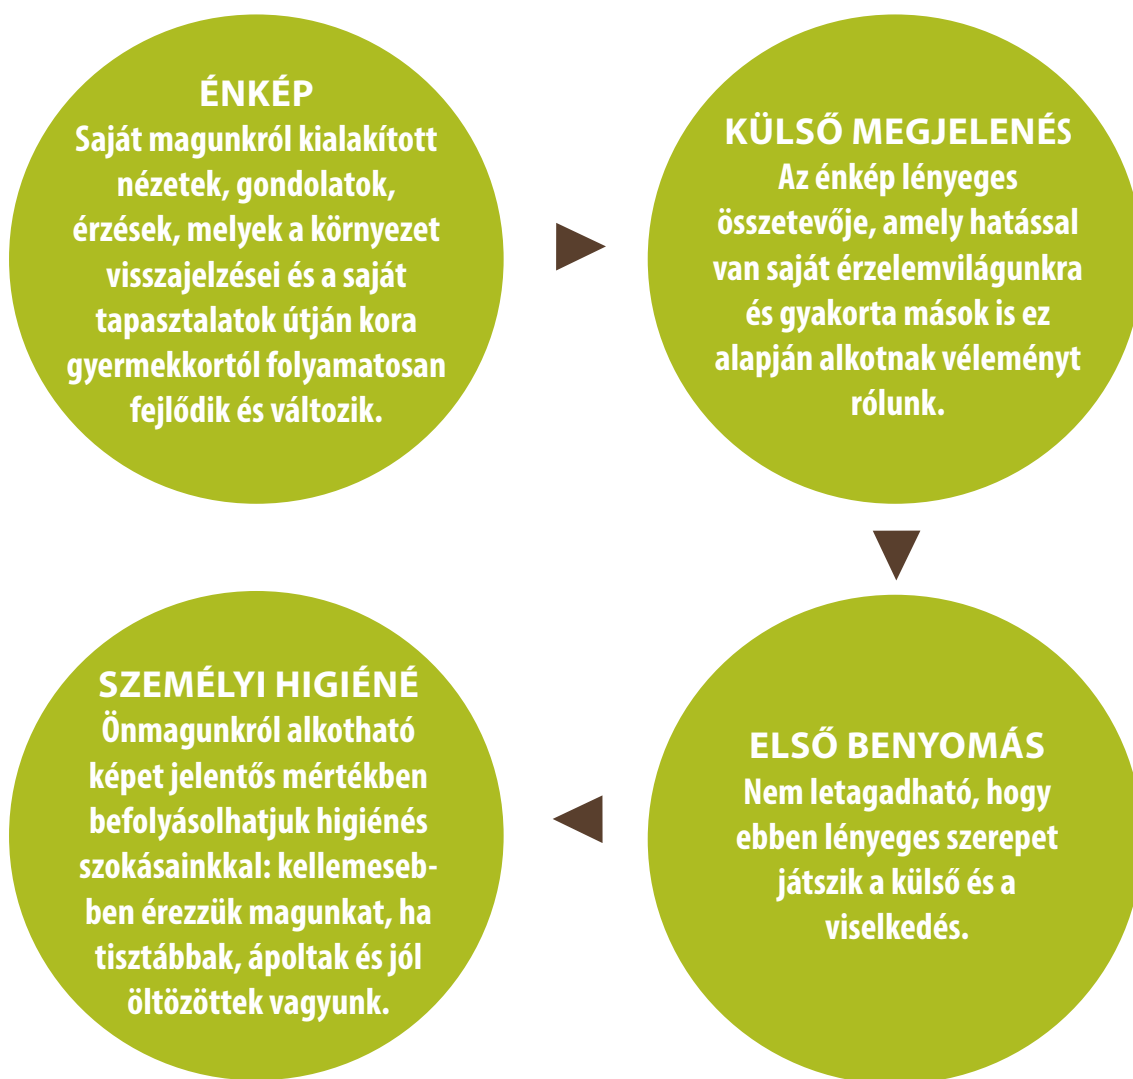 ÉNKÉP
Saját magunkról kialakított
nézetek, gondolatok,
érzések, melyek a környezet
visszajelzései és a saját
tapasztalatok útján kora
gyermekkortól folyamatosan
fejlődik és változik.
KÜLSŐ MEGJELENÉS
Az énkép lényeges
összetevője, amely hatással
van saját érzelemvilágunkra
és gyakorta mások is ez
alapján alkotnak véleményt
rólunk.
ELSŐ BENYOMÁS
Nem letagadható, hogy
ebben lényeges szerepet
játszik a külső és a
viselkedés.
SZEMÉLYI HIGIÉNÉ
Önmagunkról alkotható
képet jelentős mértékben
befolyásolhatjuk higiénés
szokásainkkal: kellemeseb-
ben érezzük magunkat, ha
tisztábbak, ápoltak és jól
öltözöttek vagyunk.